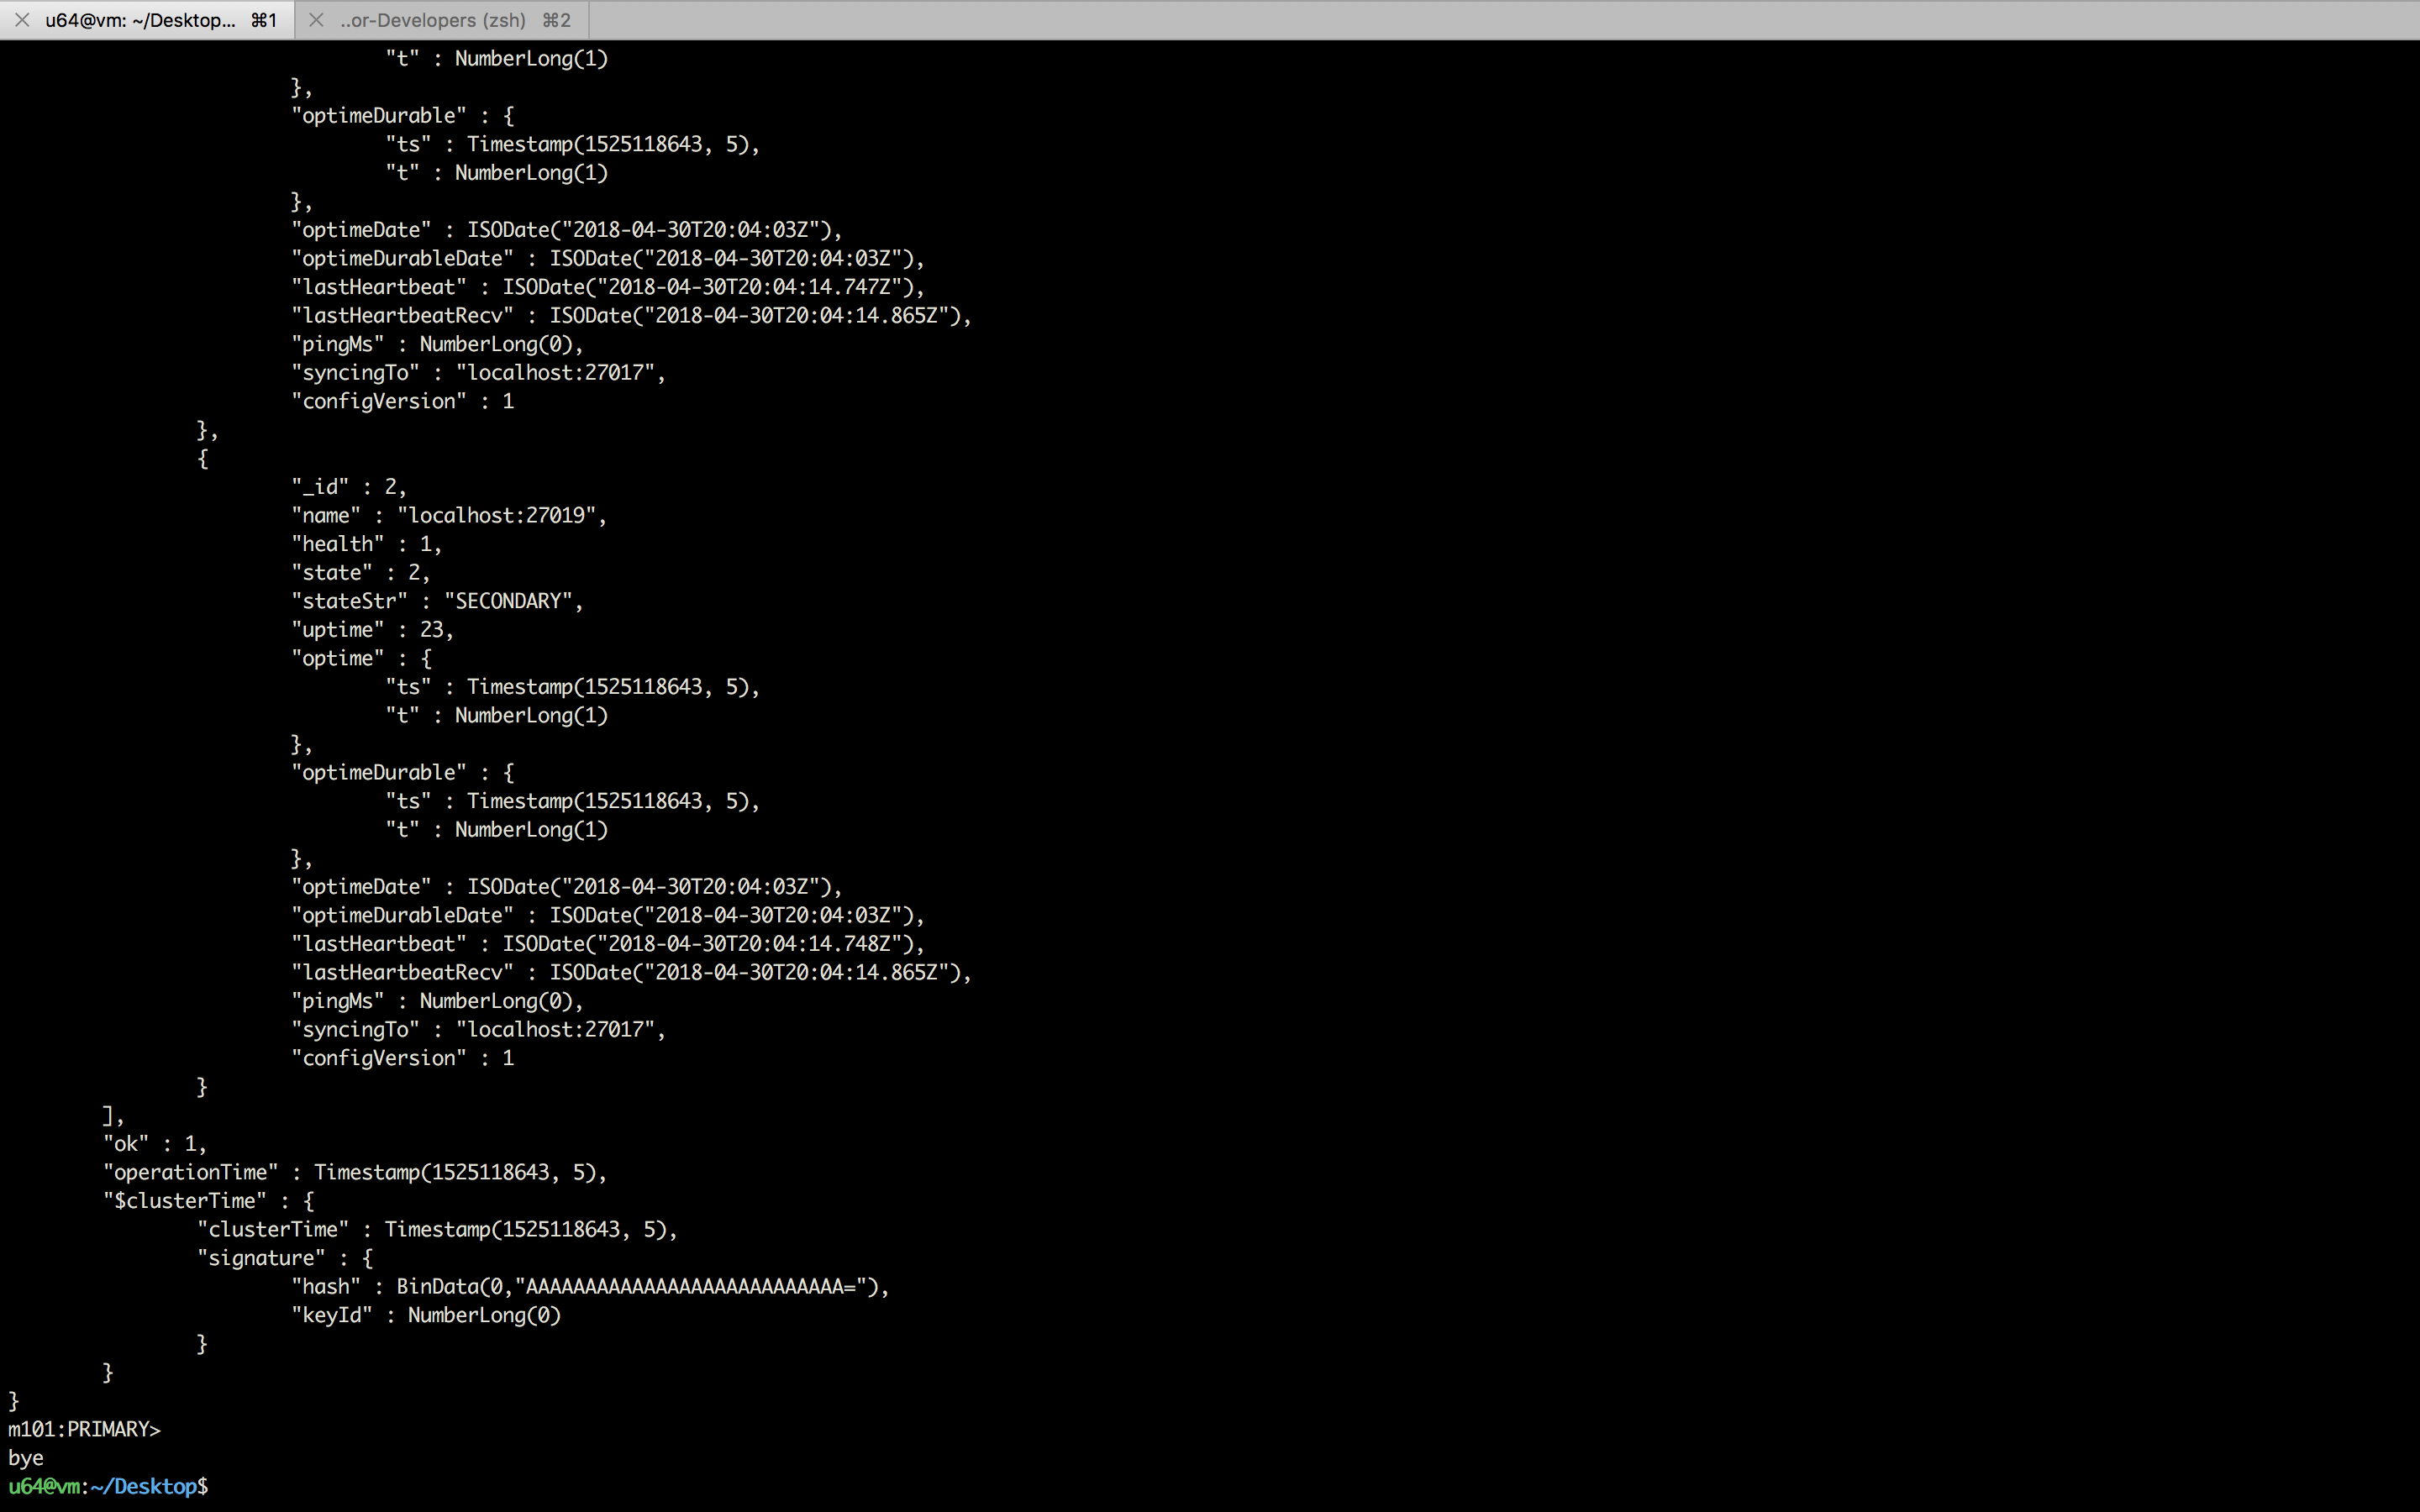 u64@vm: ~/Desktop... ⌘1 ..or-Developers (zsh) ⌘2
"t" : NumberLong(1)
},
"optimeDurable" : {
"ts" : Timestamp(1525118643, 5),
"t" : NumberLong(1)
},
"optimeDate" : ISODate("2018-04-30T20:04:03Z"),
"optimeDurableDate" : ISODate("2018-04-30T20:04:03Z"),
"lastHeartbeat" : ISODate("2018-04-30T20:04:14.747Z"),
"lastHeartbeatRecv" : ISODate("2018-04-30T20:04:14.865Z"),
"pingMs" : NumberLong(0),
"syncingTo" : "localhost:27017",
"configVersion" : 1
},
{
"_id" : 2,
"name" : "localhost:27019",
"health" : 1,
"state" : 2,
"stateStr" : "SECONDARY",
"uptime" : 23,
"optime" : {
"ts" : Timestamp(1525118643, 5),
"t" : NumberLong(1)
},
"optimeDurable" : {
"ts" : Timestamp(1525118643, 5),
"t" : NumberLong(1)
},
"optimeDate" : ISODate("2018-04-30T20:04:03Z"),
"optimeDurableDate" : ISODate("2018-04-30T20:04:03Z"),
"lastHeartbeat" : ISODate("2018-04-30T20:04:14.748Z"),
"lastHeartbeatRecv" : ISODate("2018-04-30T20:04:14.865Z"),
"pingMs" : NumberLong(0),
"syncingTo" : "localhost:27017",
"configVersion" : 1
}
],
"ok" : 1,
"operationTime" : Timestamp(1525118643, 5),
"$clusterTime" : {
"clusterTime" : Timestamp(1525118643, 5),
"signature" : {
"hash" : BinData(0,"AAAAAAAAAAAAAAAAAAAAAAAAAAA="),
"keyId" : NumberLong(0)
}
}
}
m101:PRIMARY>
bye
u64@vm:~/Desktop$